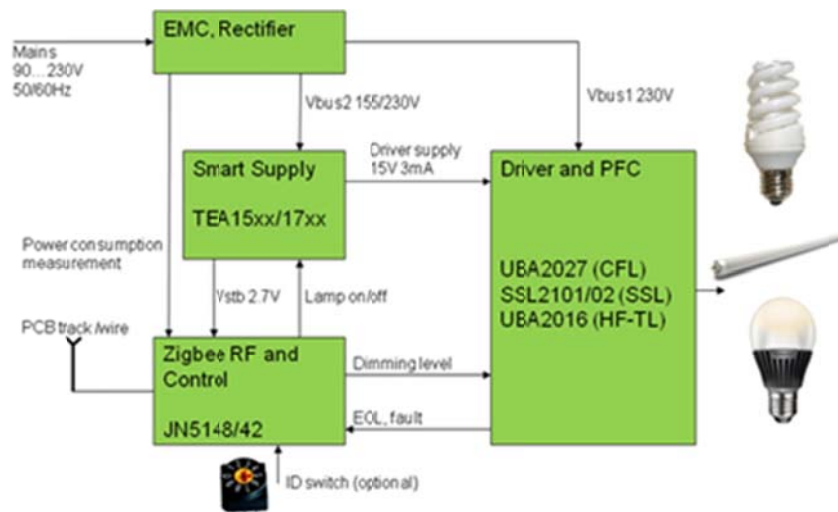 EMC, Rectifier
Mains
90...230V
50/60Hz
Vbus2 155/230V
Vbus1 230V
Smart Supply
TEA15xx/17xx
Driver supply
15V 3mA
Driver and PFC
UBA2027 (CFL)
SSL2101/02 (SSL)
UBA2016 (HF-TL)
Power consumption
measurement
Vstb 2.7V
Lamp on/off
PCB track/wire
Zigbee RF and
Control
JN5148/42
Dimming level
EOL, fault
ID switch (optional)